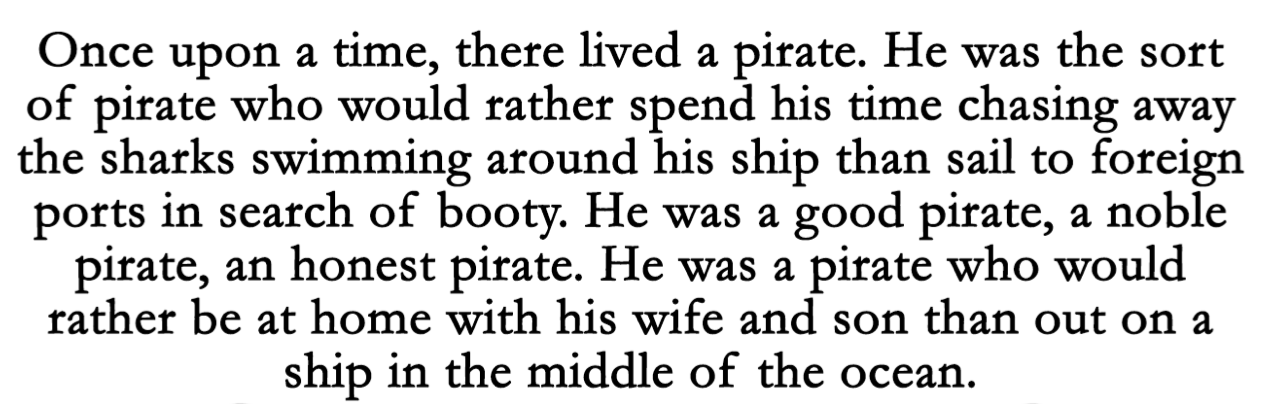 Once upon a time, there lived a pirate. He was the sort
of pirate who would rather spend his time chasing away
the sharks swimming around his ship than sail to foreign
ports in search of booty. He was a good pirate, a noble
pirate, an honest pirate. He was a pirate who would
rather be at home with his wife and son than out on a
ship in the middle of the ocean.